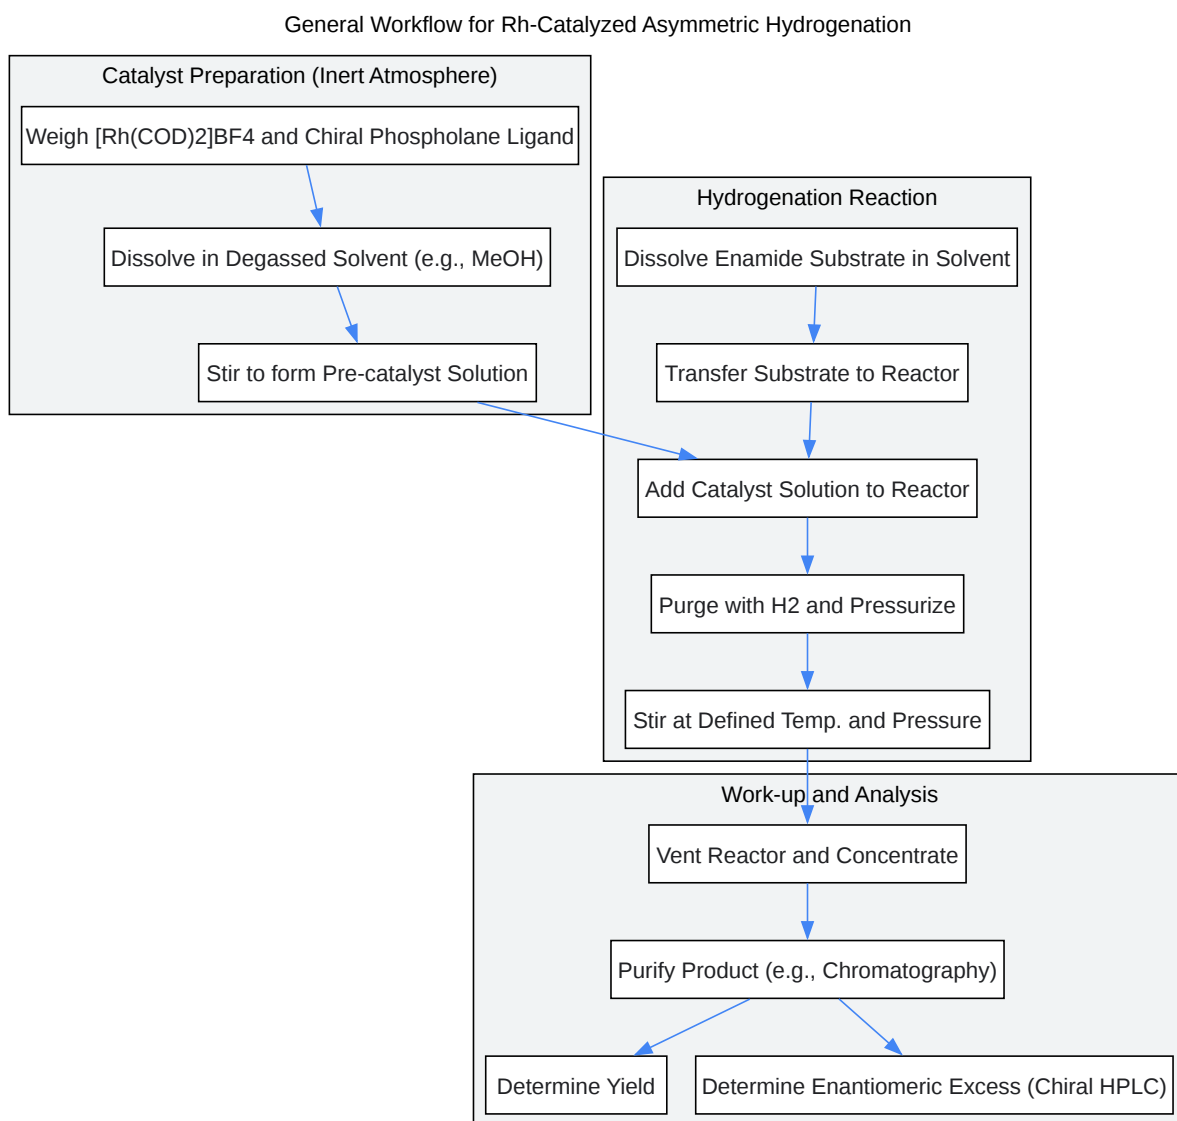 General Workflow for Rh-Catalyzed Asymmetric Hydrogenation
Catalyst Preparation (Inert Atmosphere)
Weigh [Rh(COD)2]BF4 and Chiral Phospholane Ligand
Dissolve in Degassed Solvent (e.g., MeOH)
Stir to form Pre-catalyst Solution
Hydrogenation Reaction
Dissolve Enamide Substrate in Solvent
Transfer Substrate to Reactor
Add Catalyst Solution to Reactor
Purge with H2 and Pressurize
Stir at Defined Temp. and Pressure
Work-up and Analysis
Vent Reactor and Concentrate
Purify Product (e.g., Chromatography)
Determine Yield
Determine Enantiomeric Excess (Chiral HPLC)